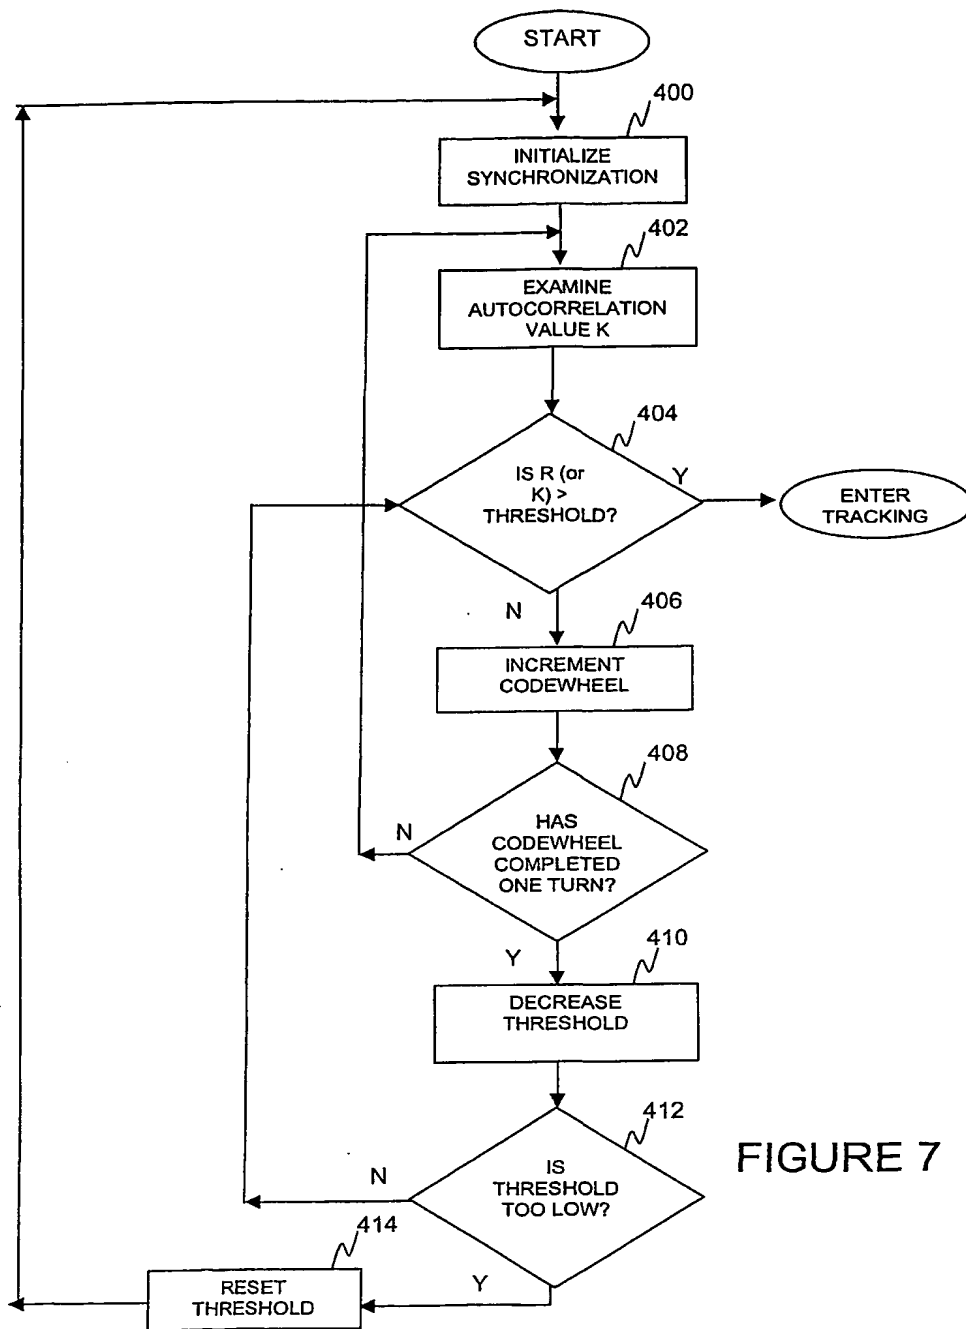 START
400
INITIALIZE
SYNCHRONIZATION
402
EXAMINE
AUTOCORRELATION
VALUE K
404
IS R (or
K) >
THRESHOLD?
Y
ENTER
TRACKING
N
406
INCREMENT
CODEWHEEL
408
HAS
CODEWHEEL
COMPLETED
ONE TURN?
N
Y
410
DECREASE
THRESHOLD
412
IS
THRESHOLD
TOO LOW?
N
FIGURE 7
414
Y
RESET
THRESHOLD